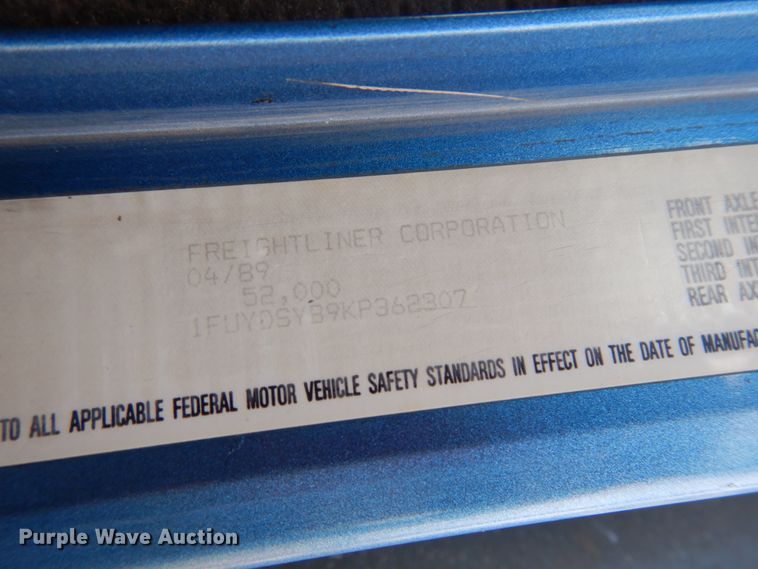 FREIGHTLINER CORPORATION
04/89
52,000
1FUYDSYB9KP362307
FRONT AXLE
FIRST INTE
SECOND IN
THIRD INT
REAR AX
TO ALL APPLICABLE FEDERAL MOTOR VEHICLE SAFETY STANDARDS IN EFFECT ON THE DATE OF MANUFAC
Purple Wave Auction